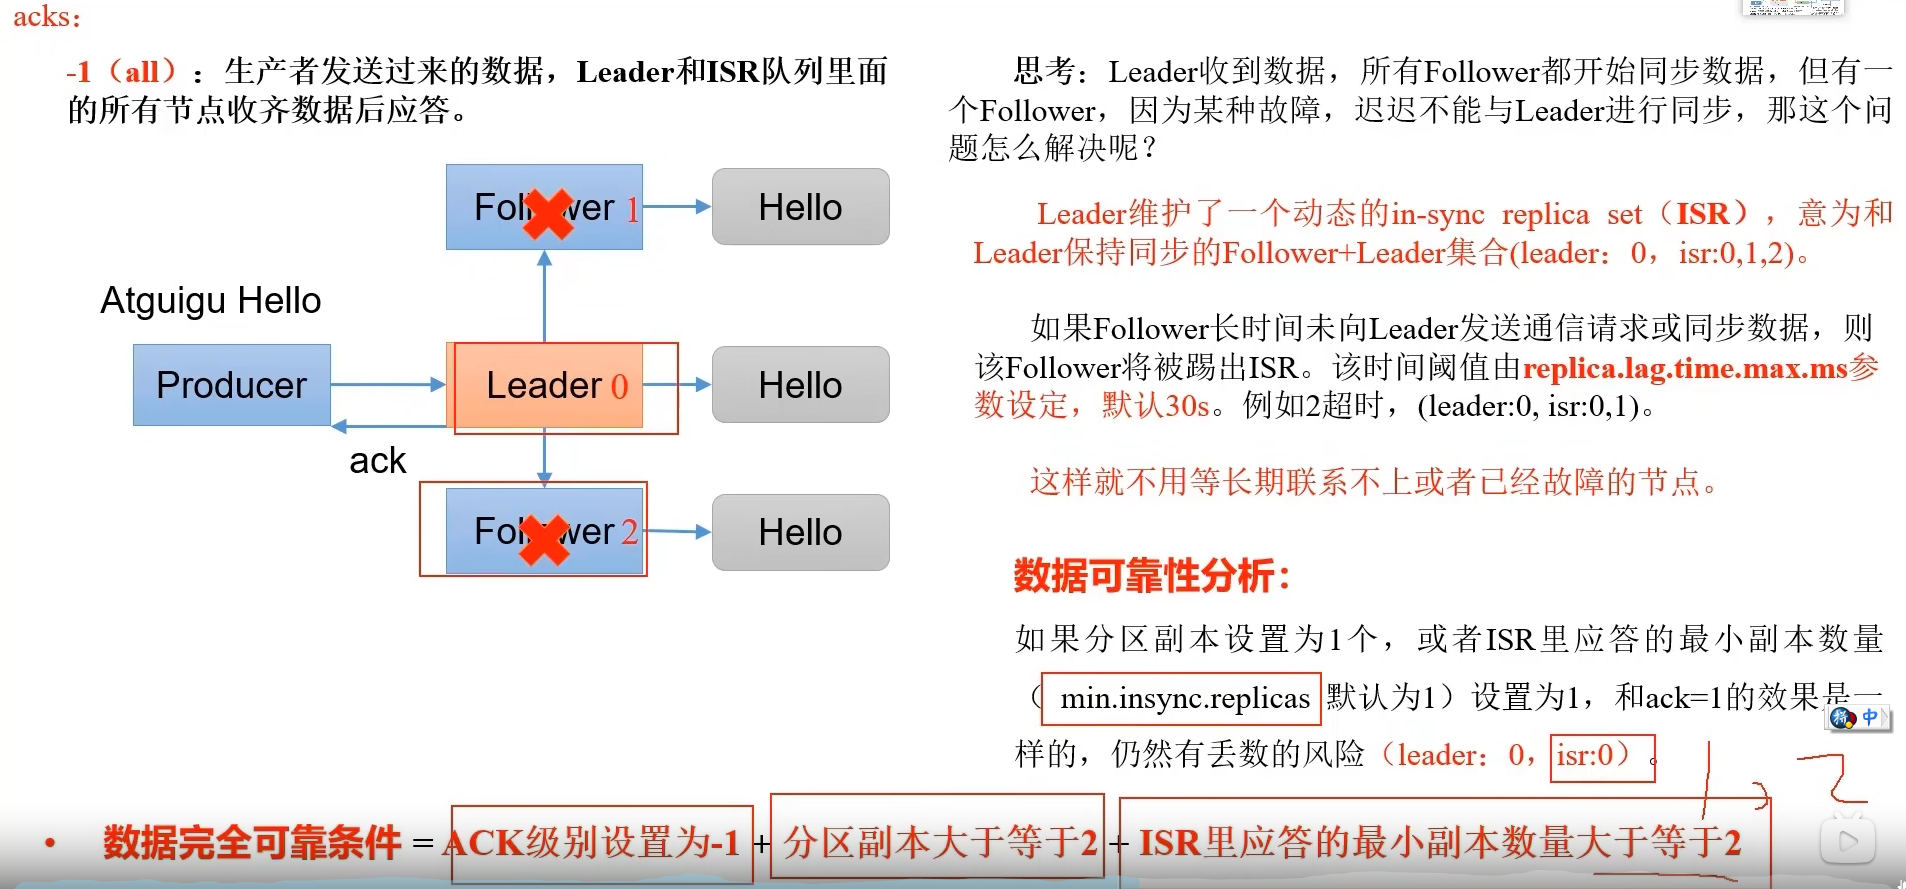 acks：
-1（all）：生产者发送过来的数据，Leader和ISR队列里面
的所有节点收齐数据后应答。
Follower 1
Hello
Atguigu Hello
Producer
Leader 0
Hello
ack
Follower 2
Hello
思考：Leader收到数据，所有Follower都开始同步数据，但有一
个Follower，因为某种故障，迟迟不能与Leader进行同步，那这个问
题怎么解决呢？
Leader维护了一个动态的in-sync replica set（ISR），意为和
Leader保持同步的Follower+Leader集合(leader：0，isr:0,1,2)。
如果Follower长时间未向Leader发送通信请求或同步数据，则
该Follower将被踢出ISR。该时间阈值由replica.lag.time.max.ms参
数设定，默认30s。例如2超时，(leader:0, isr:0,1)。
这样就不用等长期联系不上或者已经故障的节点。
数据可靠性分析：
如果分区副本设置为1个，或者ISR里应答的最小副本数量
（ min.insync.replicas 默认为1）设置为1，和ack=1的效果是一
样的，仍然有丢数的风险（leader：0，isr:0）。
1, 2
• 数据完全可靠条件 = ACK级别设置为-1 + 分区副本大于等于2 + ISR里应答的最小副本数量大于等于2
拼 中